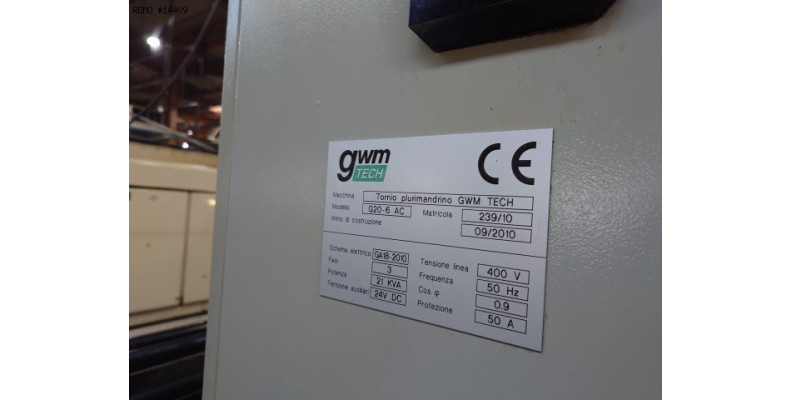 ROMO #14409
gwm
TECH
CE
Macchina Tornio plurimandrino GWM TECH
Modello G20-6 AC Matricola 239/10
Anno di costruzione 09/2010
Schema elettrico GA18-2010 Tensione linea 400 V
Fasi 3 Frequenza 50 Hz
Potenza 21 KVA Cos φ 0.9
Tensione ausiliari 24V DC Protezione 50 A